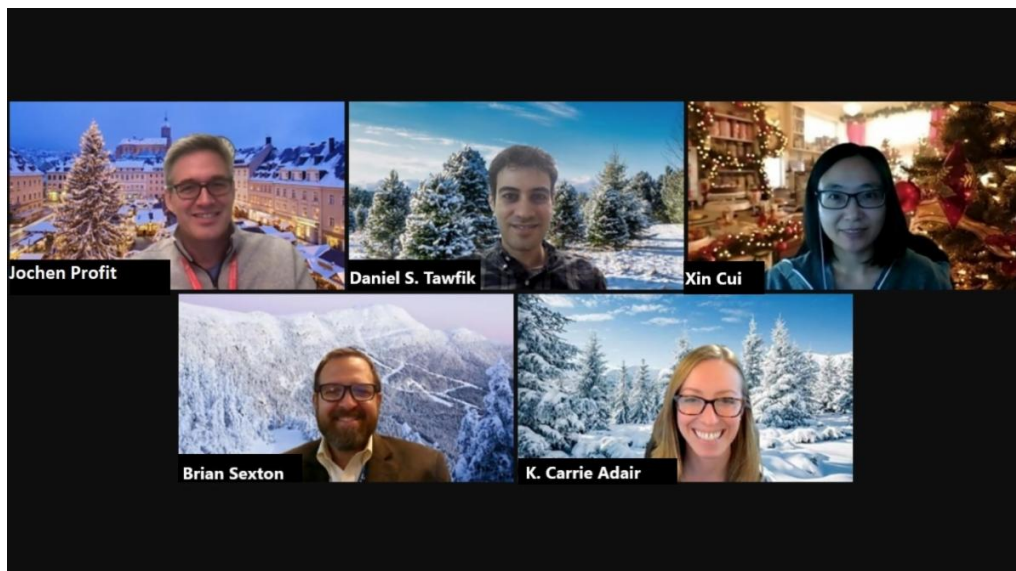 Jochen Profit
Daniel S. Tawfik
Xin Cui
Brian Sexton
K. Carrie Adair